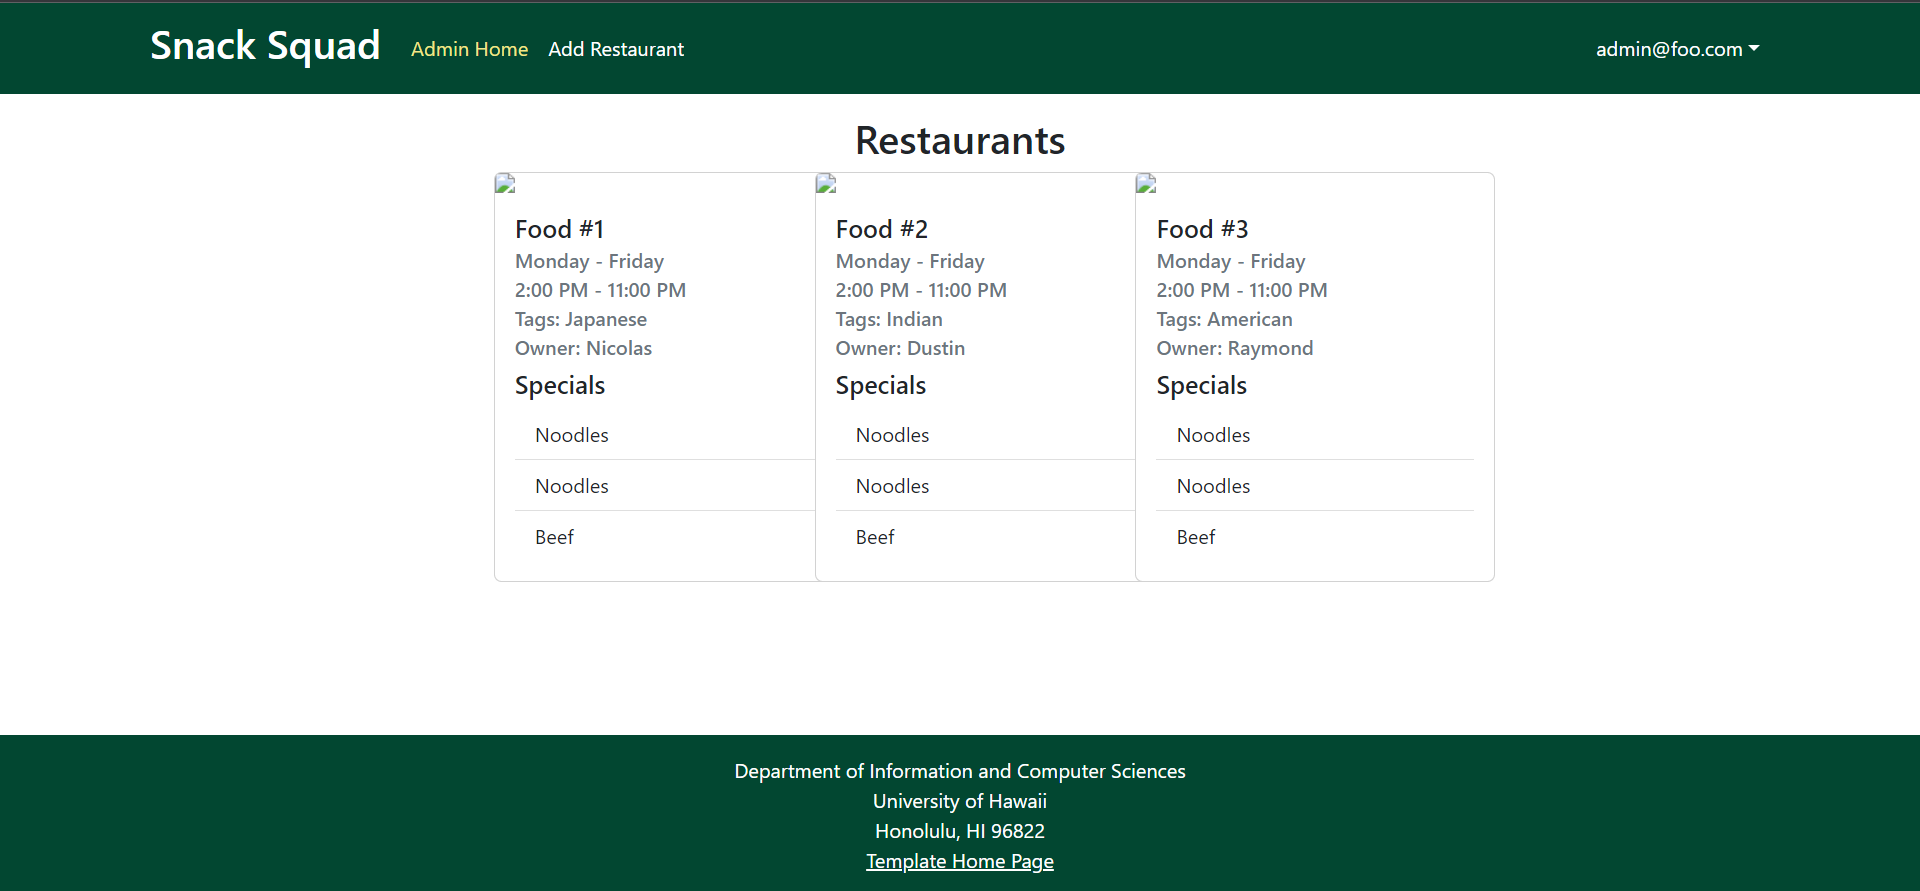 Snack Squad
Admin Home
Add Restaurant
admin@foo.com
Restaurants
Food #1
Monday - Friday
2:00 PM - 11:00 PM
Tags: Japanese
Owner: Nicolas
Specials
Noodles
Noodles
Beef
Food #2
Monday - Friday
2:00 PM - 11:00 PM
Tags: Indian
Owner: Dustin
Specials
Noodles
Noodles
Beef
Food #3
Monday - Friday
2:00 PM - 11:00 PM
Tags: American
Owner: Raymond
Specials
Noodles
Noodles
Beef
Department of Information and Computer Sciences
University of Hawaii
Honolulu, HI 96822
Template Home Page